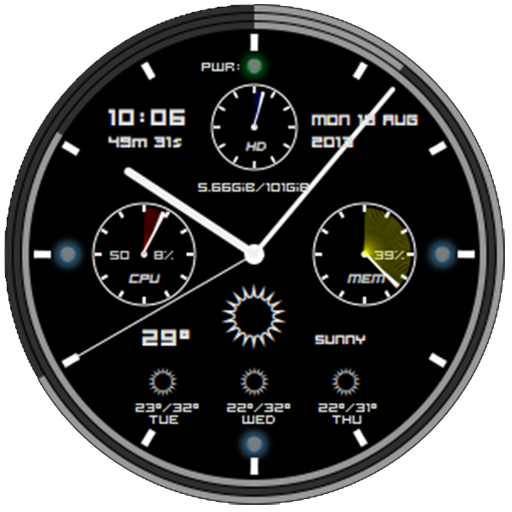 PWR:
10:06
49m 31s
HD
MON 19 AUG
2013
5.66GiB/101GiB
50 8%
CPU
39%
MEM
29°
SUNNY
23°/32° 22°/32° 22°/31°
TUE WED THU